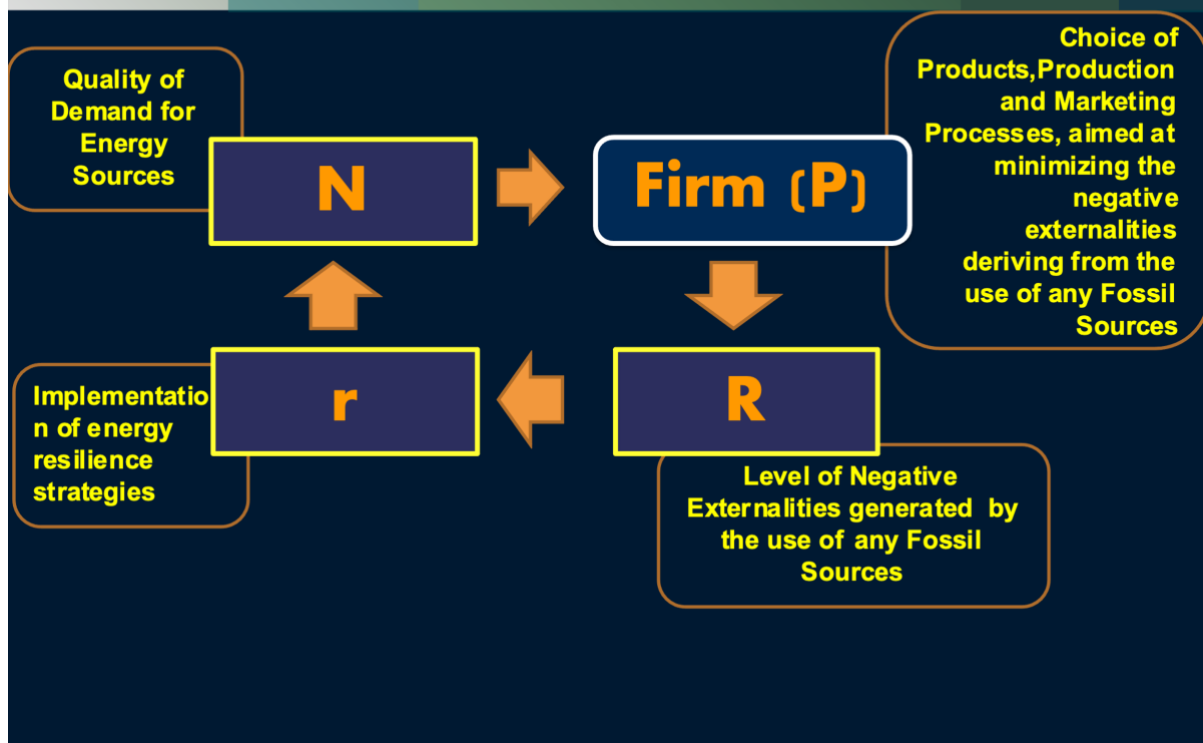 Quality of
Demand for
Energy
Sources
N
Firm (P)
Choice of
Products,Production
and Marketing
Processes, aimed at
minimizing the
negative
externalities
deriving from the
use of any Fossil
Sources
Implementatio
n of energy
resilience
strategies
r
R
Level of Negative
Externalities generated by
the use of any Fossil
Sources